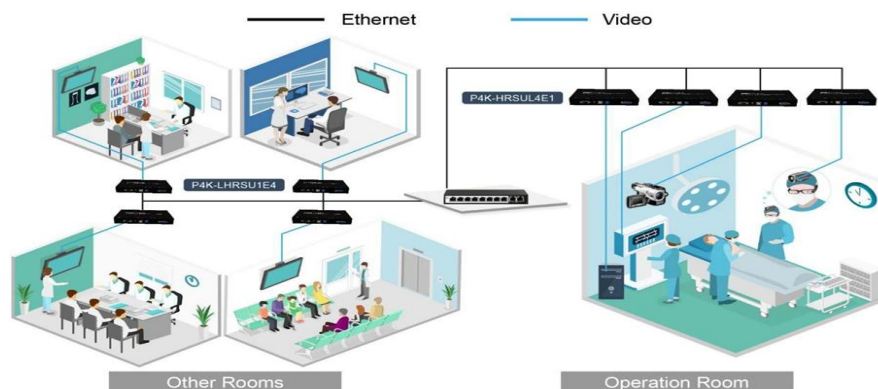 Ethernet
Video
P4K-HRSUL4E1
P4K-LHRSU1E4
Other Rooms
Operation Room